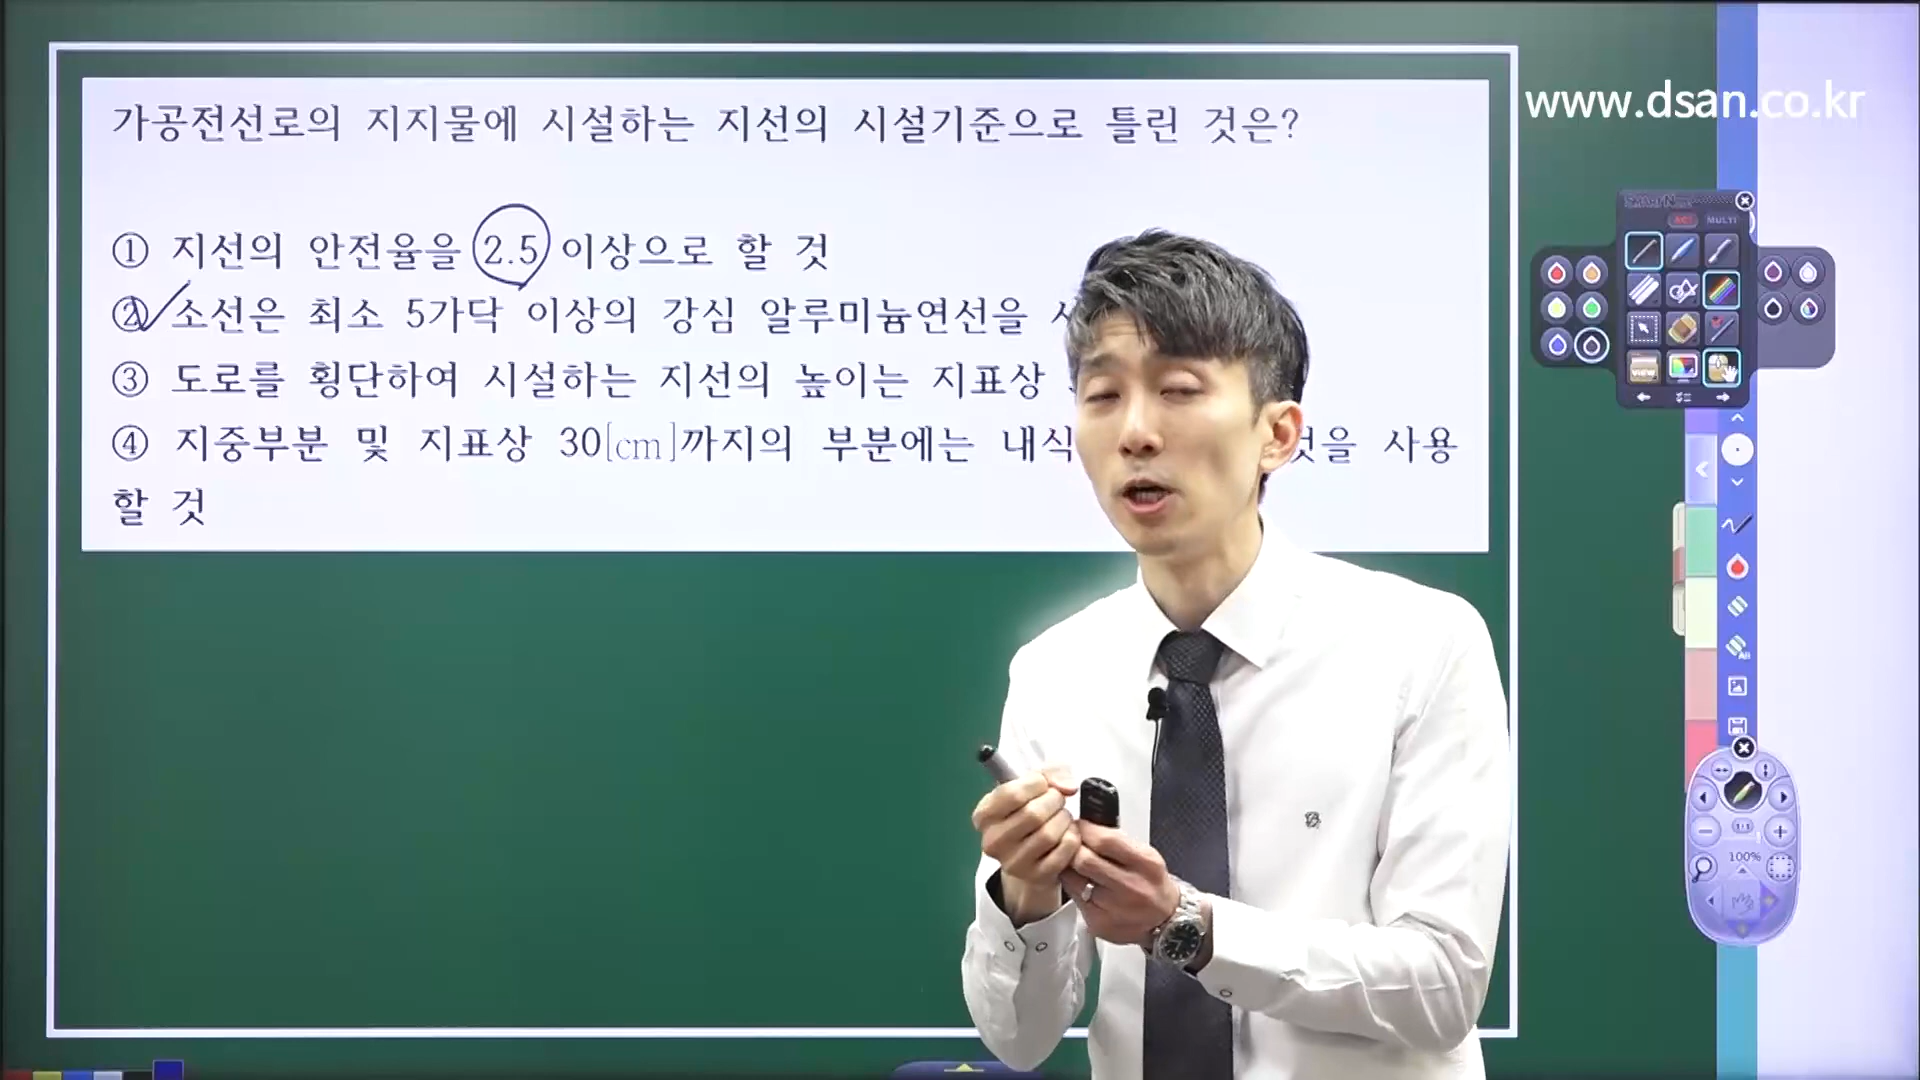 www.dsan.co.kr
가공전선로의 지지물에 시설하는 지선의 시설기준으로 틀린 것은?
① 지선의 안전율을 2.5 이상으로 할 것
② 소선은 최소 5가닥 이상의 강심 알루미늄연선을
③ 도로를 횡단하여 시설하는 지선의 높이는 지표상
④ 지중부분 및 지표상 30[cm]까지의 부분에는 내식 것을 사용
할 것
MULTI
VIEW
1:1
100%